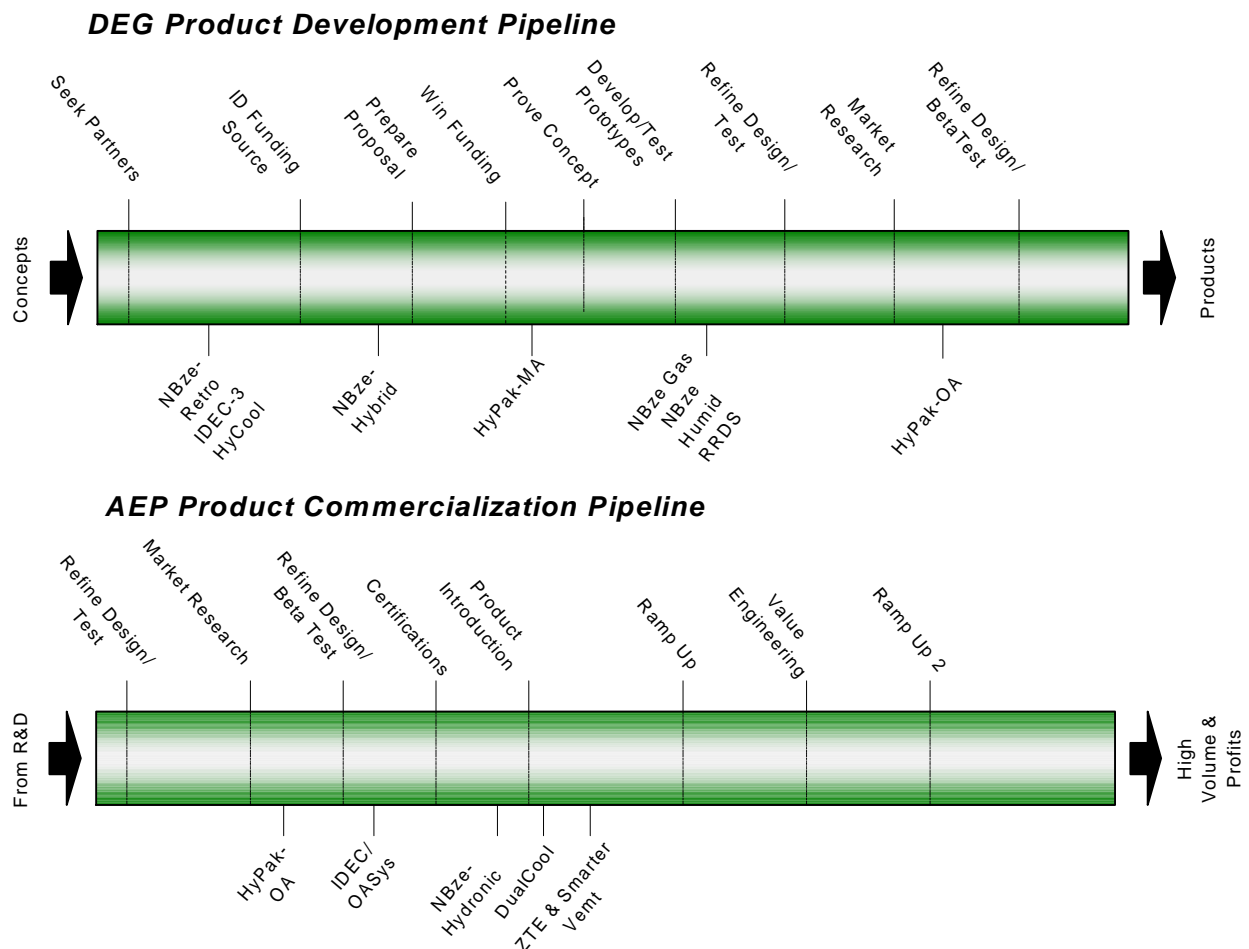 DEG Product Development Pipeline
Seek Partners
ID Funding
Source
Prepare
Proposal
Win Funding
Prove Concept
Develop/Test
Prototypes
Refine Design/
Test
Market
Research
Refine Design/
BetaTest
Concepts
Products
NBze-
Retro
IDEC-3
HyCool
NBze-
Hybrid
HyPak-MA
NBze Gas
NBze
Humid
RRDS
HyPak-OA
AEP Product Commercialization Pipeline
Refine Design/
Test
Market Research
Refine Design/
Beta Test
Certifications
Product
Introduction
Ramp Up
Value
Engineering
Ramp Up 2
From R&D
High
Volume &
Profits
HyPak-
OA
IDEC/
OASys
NBze-
Hydronic
DualCool
ZTE & Smarter
Vemt